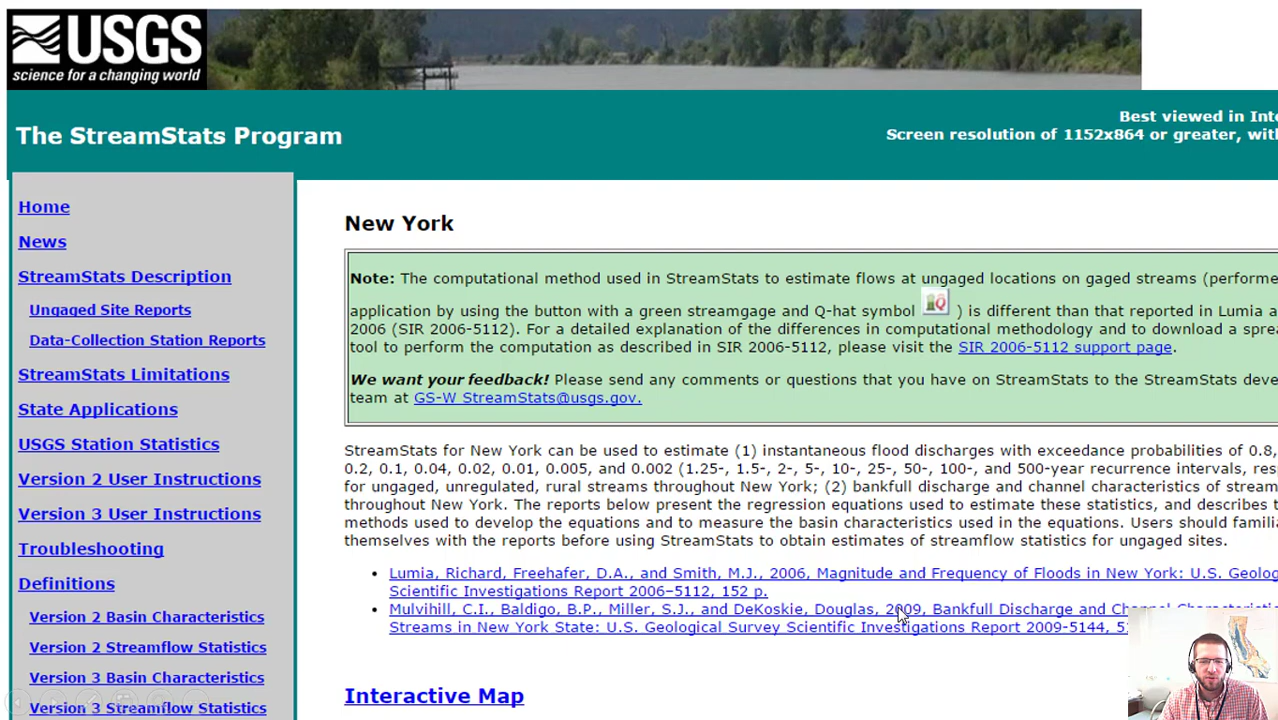 USGS
science for a changing world
The StreamStats Program
Best viewed in Inte
Screen resolution of 1152x864 or greater, with
Home
News
StreamStats Description
Ungaged Site Reports
Data-Collection Station Reports
StreamStats Limitations
State Applications
USGS Station Statistics
Version 2 User Instructions
Version 3 User Instructions
Troubleshooting
Definitions
Version 2 Basin Characteristics
Version 2 Streamflow Statistics
Version 3 Basin Characteristics
Version 3 Streamflow Statistics
New York
Note: The computational method used in StreamStats to estimate flows at ungaged locations on gaged streams (performe
application by using the button with a green streamgage and Q-hat symbol ) is different than that reported in Lumia a
2006 (SIR 2006-5112). For a detailed explanation of the differences in computational methodology and to download a spre
tool to perform the computation as described in SIR 2006-5112, please visit the SIR 2006-5112 support page.
We want your feedback! Please send any comments or questions that you have on StreamStats to the StreamStats deve
team at GS-W StreamStats@usgs.gov.
StreamStats for New York can be used to estimate (1) instantaneous flood discharges with exceedance probabilities of 0.8,
0.2, 0.1, 0.04, 0.02, 0.01, 0.005, and 0.002 (1.25-, 1.5-, 2-, 5-, 10-, 25-, 50-, 100-, and 500-year recurrence intervals, res
for ungaged, unregulated, rural streams throughout New York; (2) bankfull discharge and channel characteristics of stream
throughout New York. The reports below present the regression equations used to estimate these statistics, and describes t
methods used to develop the equations and to measure the basin characteristics used in the equations. Users should famili
themselves with the reports before using StreamStats to obtain estimates of streamflow statistics for ungaged sites.
• Lumia, Richard, Freehafer, D.A., and Smith, M.J., 2006, Magnitude and Frequency of Floods in New York: U.S. Geolog
Scientific Investigations Report 2006–5112, 152 p.
• Mulvihill, C.I., Baldigo, B.P., Miller, S.J., and DeKoskie, Douglas, 2009, Bankfull Discharge and Channel Characteristic
Streams in New York State: U.S. Geological Survey Scientific Investigations Report 2009-5144, 5
Interactive Map